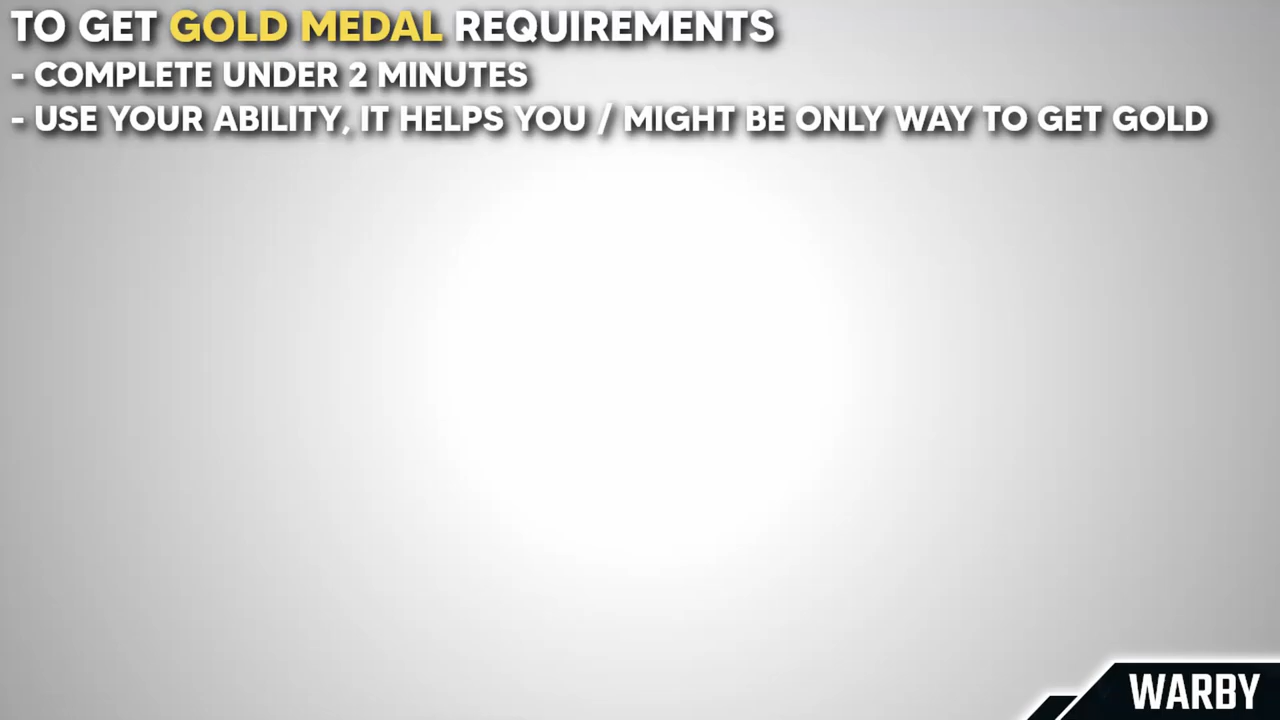 TO GET GOLD MEDAL REQUIREMENTS
- COMPLETE UNDER 2 MINUTES
- USE YOUR ABILITY, IT HELPS YOU / MIGHT BE ONLY WAY TO GET GOLD
WARBY